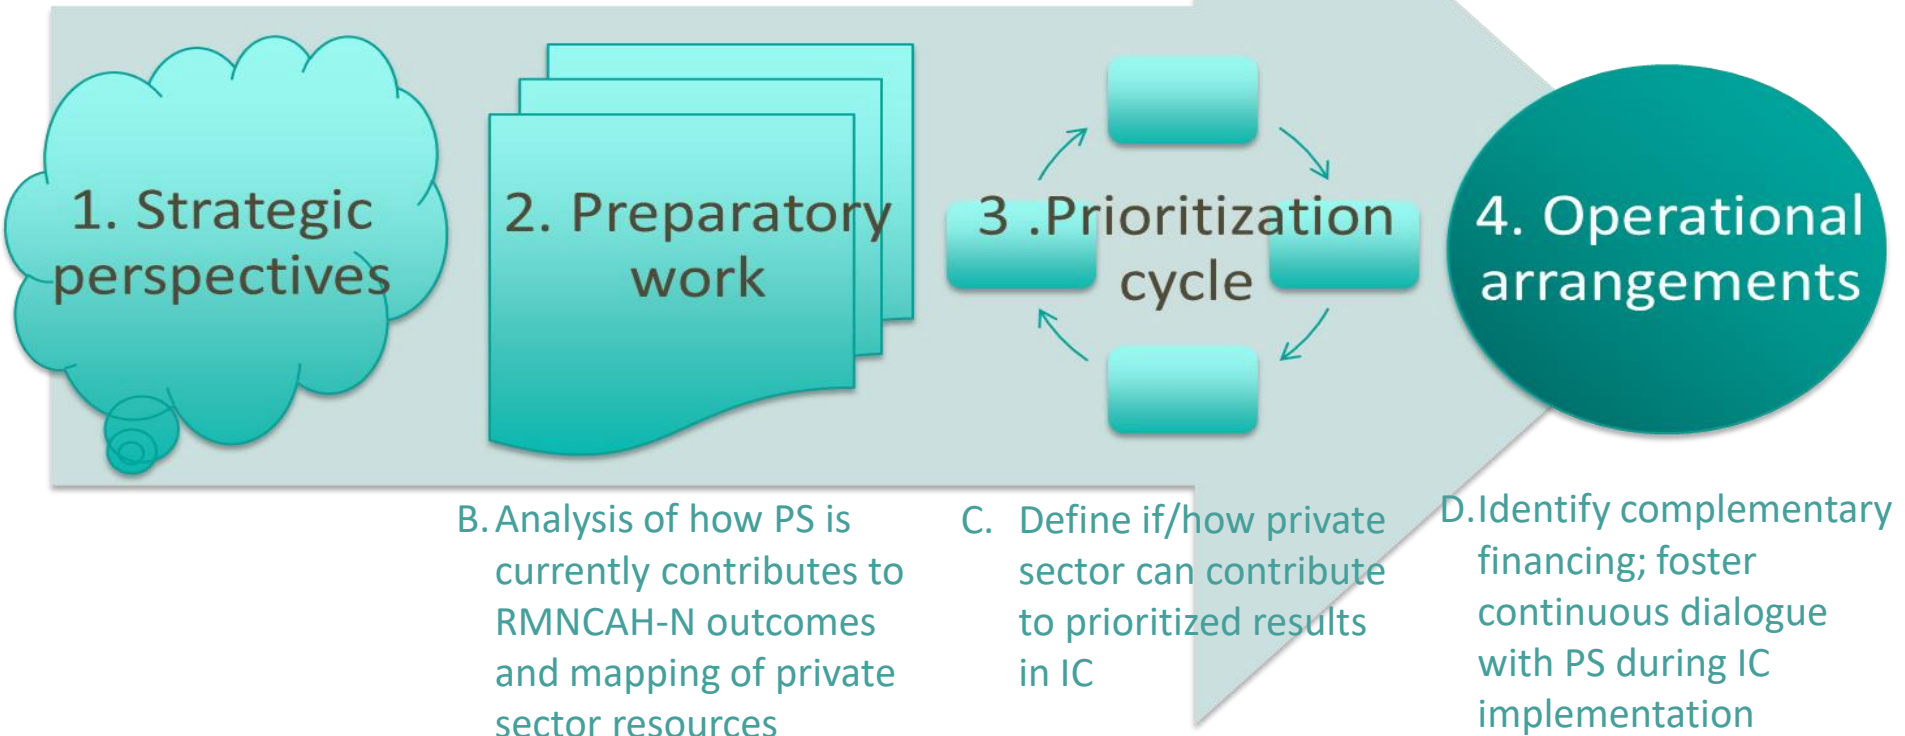 1. Strategic
perspectives
2. Preparatory
work
3 .Prioritization
cycle
4. Operational
arrangements
B. Analysis of how PS is
currently contributes to
RMNCAH-N outcomes
and mapping of private
sector resources
C. Define if/how private
sector can contribute
to prioritized results
in IC
D.Identify complementary
financing; foster
continuous dialogue
with PS during IC
implementation